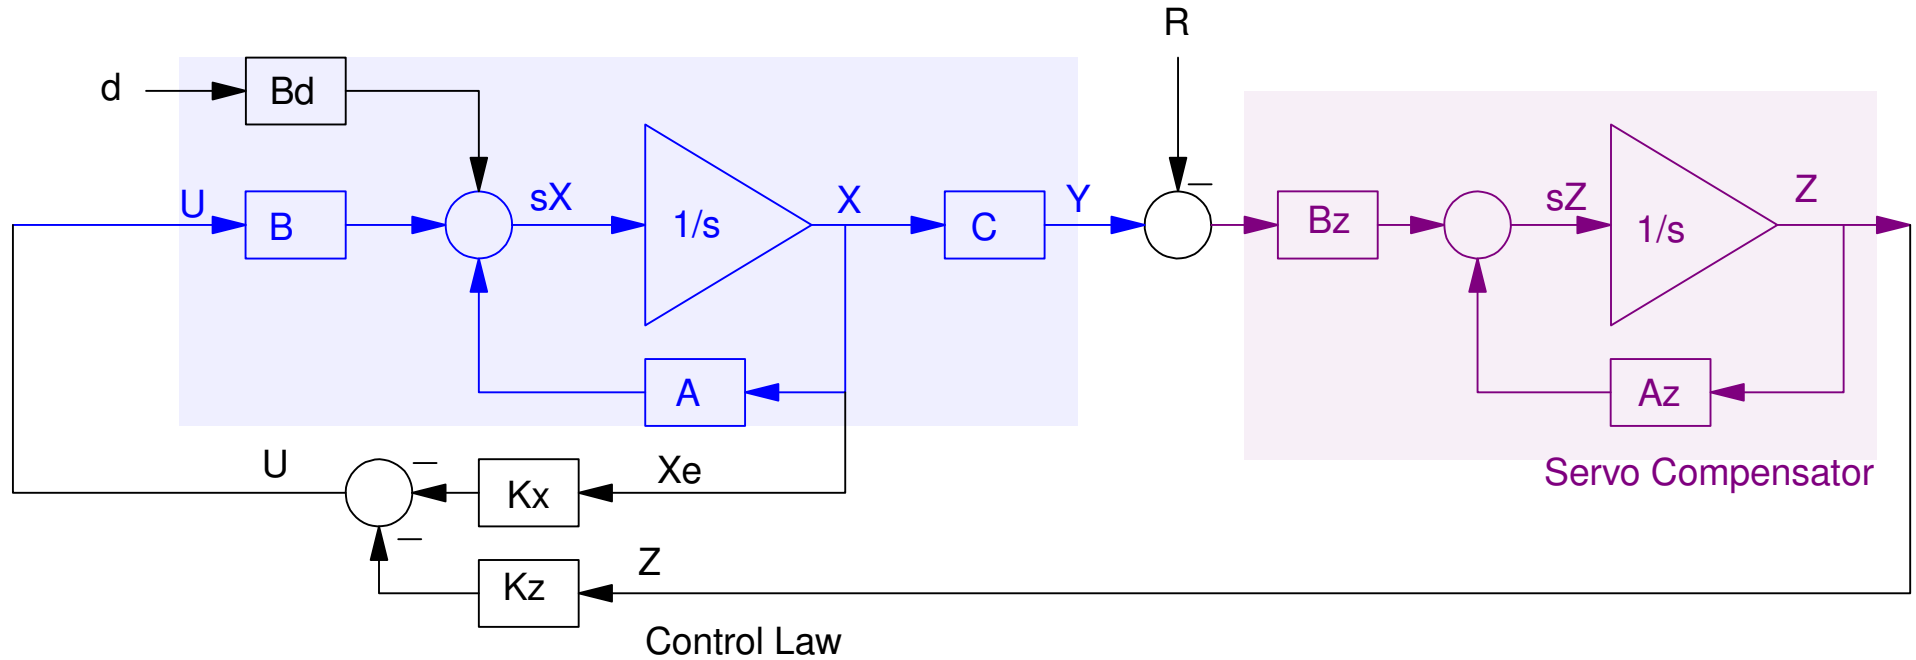 R
d
Bd
U
B
sX
1/s
X
C
Y
–
Bz
sZ
1/s
Z
A
Az
U
–
Kx
Xe
Servo Compensator
–
Kz
Z
Control Law